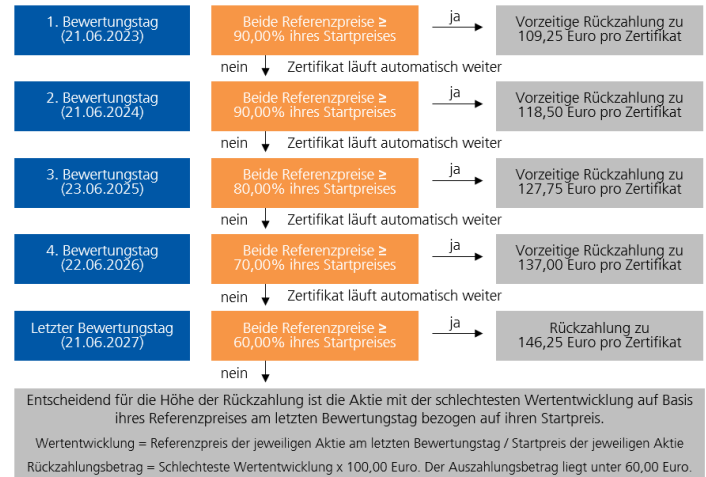 1. Bewertungstag
(21.06.2023)
Beide Referenzpreise ≥
90,00% ihres Startpreises
ja
Vorzeitige Rückzahlung zu
109,25 Euro pro Zertifikat
nein
Zertifikat läuft automatisch weiter
2. Bewertungstag
(21.06.2024)
Beide Referenzpreise ≥
90,00% ihres Startpreises
ja
Vorzeitige Rückzahlung zu
118,50 Euro pro Zertifikat
nein
Zertifikat läuft automatisch weiter
3. Bewertungstag
(23.06.2025)
Beide Referenzpreise ≥
80,00% ihres Startpreises
ja
Vorzeitige Rückzahlung zu
127,75 Euro pro Zertifikat
nein
Zertifikat läuft automatisch weiter
4. Bewertungstag
(22.06.2026)
Beide Referenzpreise ≥
70,00% ihres Startpreises
ja
Vorzeitige Rückzahlung zu
137,00 Euro pro Zertifikat
nein
Zertifikat läuft automatisch weiter
Letzter Bewertungstag
(21.06.2027)
Beide Referenzpreise ≥
60,00% ihres Startpreises
ja
Rückzahlung zu
146,25 Euro pro Zertifikat
nein
Entscheidend für die Höhe der Rückzahlung ist die Aktie mit der schlechtesten Wertentwicklung auf Basis
ihres Referenzpreises am letzten Bewertungstag bezogen auf ihren Startpreis.
Wertentwicklung = Referenzpreis der jeweiligen Aktie am letzten Bewertungstag / Startpreis der jeweiligen Aktie
Rückzahlungsbetrag = Schlechteste Wertentwicklung x 100,00 Euro. Der Auszahlungsbetrag liegt unter 60,00 Euro.